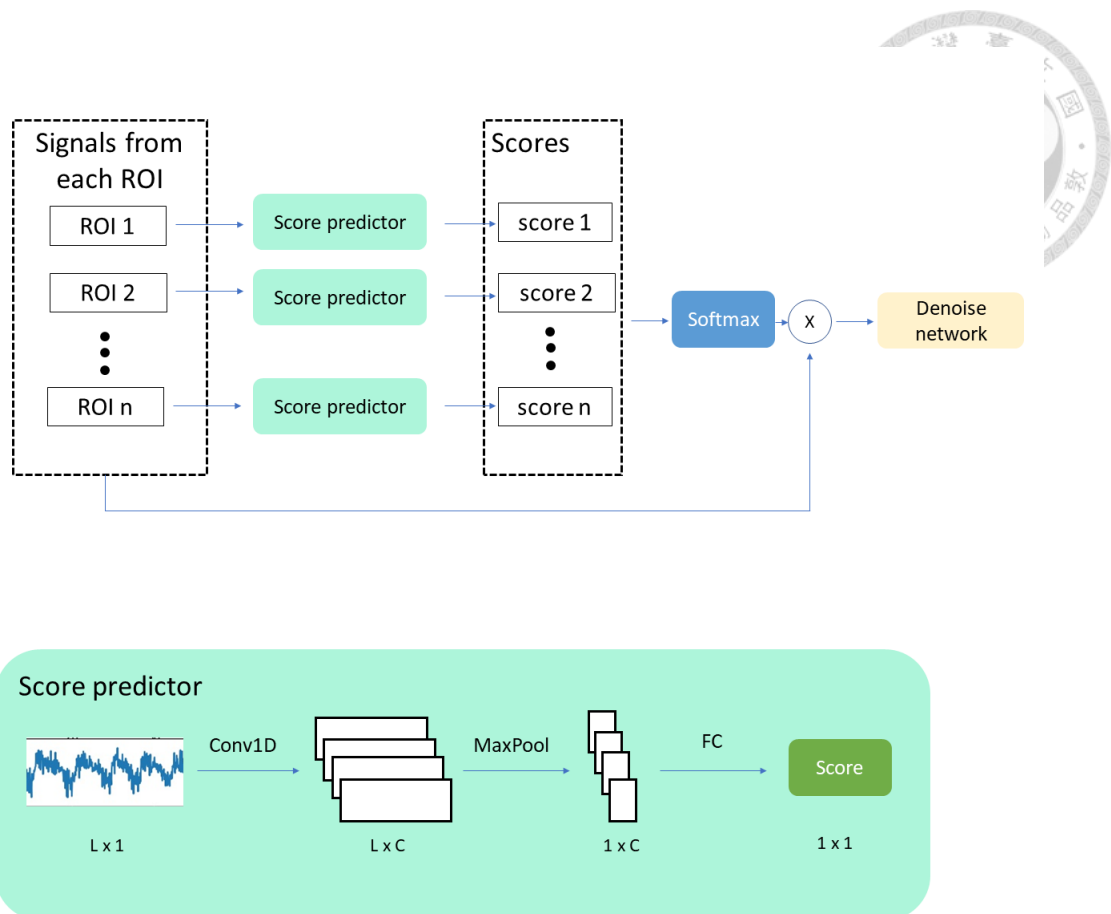 Signals from
each ROI
ROI 1
Score predictor
score 1
Scores
ROI 2
Score predictor
score 2
Softmax
X
Denoise
network
ROI n
Score predictor
score n
Score predictor
Conv1D
MaxPool
FC
Score
L x 1
L x C
1 x C
1 x 1